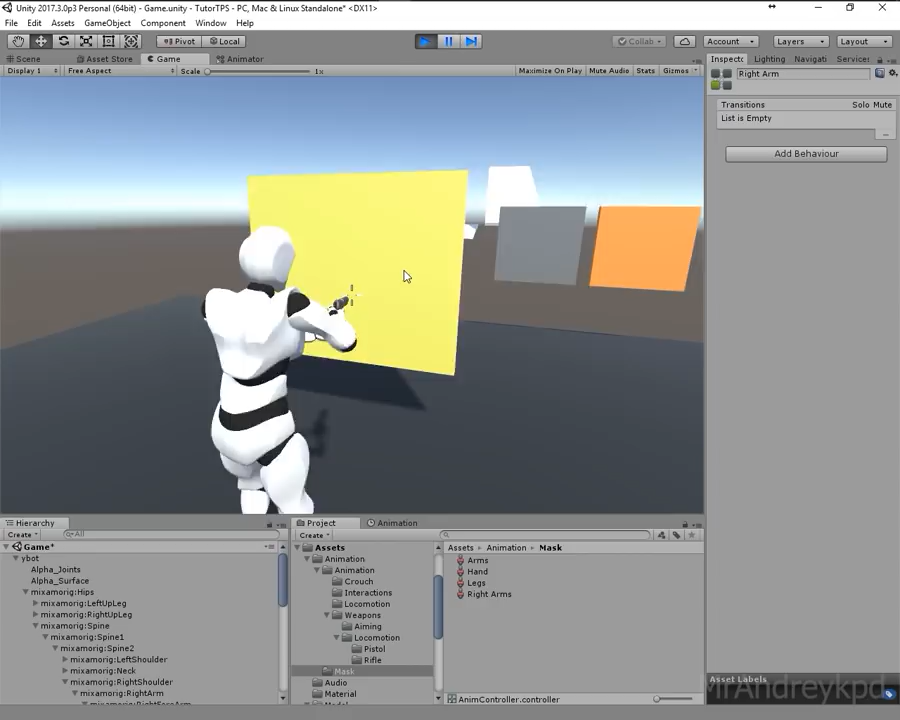 Unity 2017.3.0p3 Personal (64bit) - Game.unity - TutorTPS - PC, Mac & Linux Standalone* <DX11>
File Edit Assets GameObject Component Window Help
Pivot Local Collab Account Layers Layout
Scene Asset Store Game Animator Inspecto Lighting Navigati Services
Display 1 Free Aspect Scale 1x Maximize On Play Mute Audio Stats Gizmos
Right Arm
Transitions Solo Mute
List is Empty
Add Behaviour
Hierarchy
Create All
Game*
ybot
Alpha_Joints
Alpha_Surface
mixamorig:Hips
mixamorig:LeftUpLeg
mixamorig:RightUpLeg
mixamorig:Spine
mixamorig:Spine1
mixamorig:Spine2
mixamorig:LeftShoulder
mixamorig:Neck
mixamorig:RightShoulder
mixamorig:RightArm
Project Animation
Create
Assets
Animation
Animation
Crouch
Interactions
Locomotion
Weapons
Aiming
Locomotion
Pistol
Rifle
Mask
Audio
Material
Assets Animation Mask
Arms
Hand
Legs
Right Arms
AnimController.controller
Asset Labels
MrAndreykpd